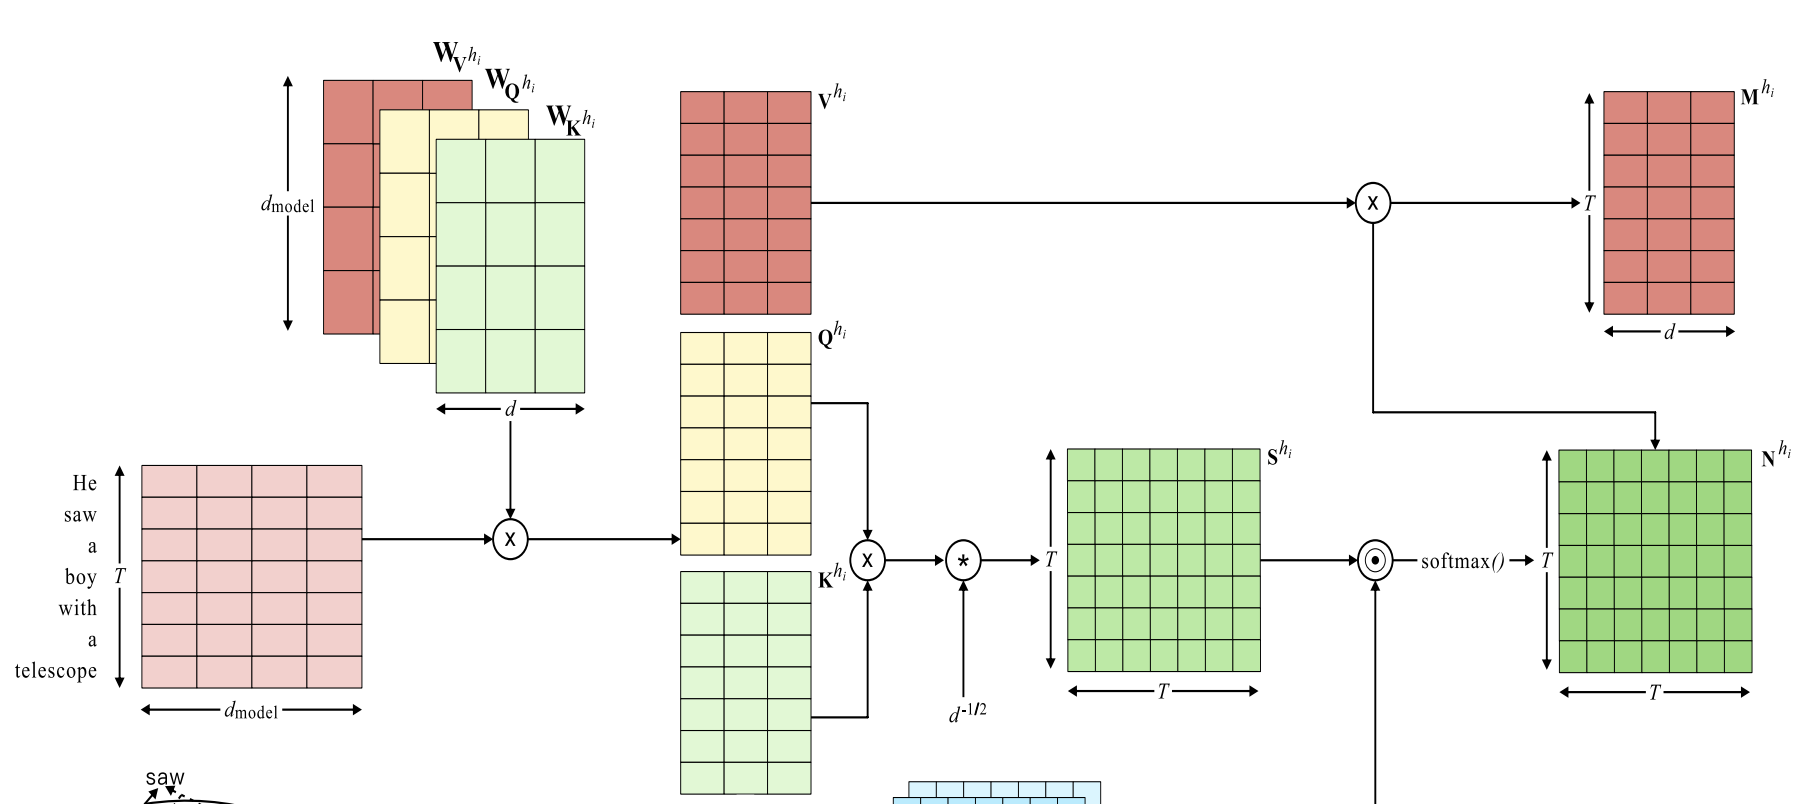 W_V^{h_i}
W_Q^{h_i}
W_K^{h_i}
V^{h_i}
M^{h_i}
d_model
T
d
Q^{h_i}
d
He
saw
a
boy
with
a
telescope
T
d_model
X
X
K^{h_i}
X
*
d^{-1/2}
T
S^{h_i}
T
softmax()
T
N^{h_i}
T
saw